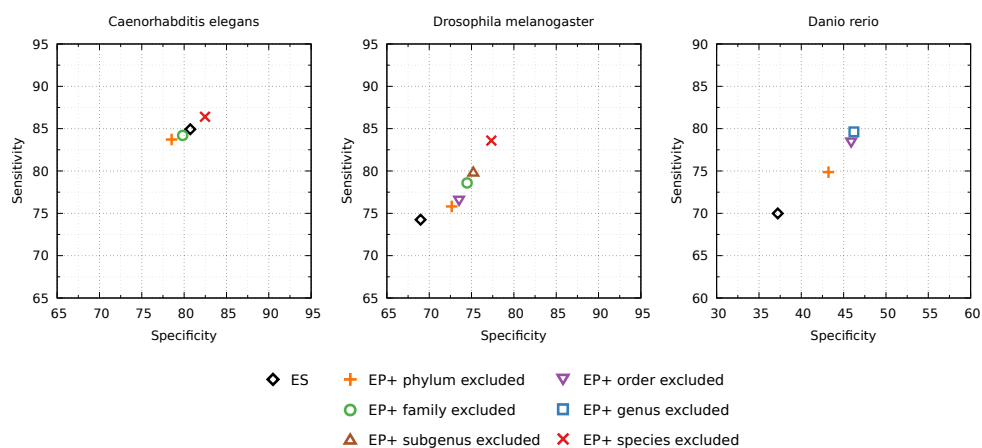 Caenorhabditis elegans
Drosophila melanogaster
Danio rerio
Sensitivity
95
90
85
80
75
70
65
65 70 75 80 85 90 95
Specificity
Sensitivity
95
90
85
80
75
70
65
65 70 75 80 85 90 95
Specificity
Sensitivity
90
85
80
75
70
65
60
30 35 40 45 50 55 60
Specificity
ES
EP+ phylum excluded
EP+ order excluded
EP+ family excluded
EP+ genus excluded
EP+ subgenus excluded
EP+ species excluded